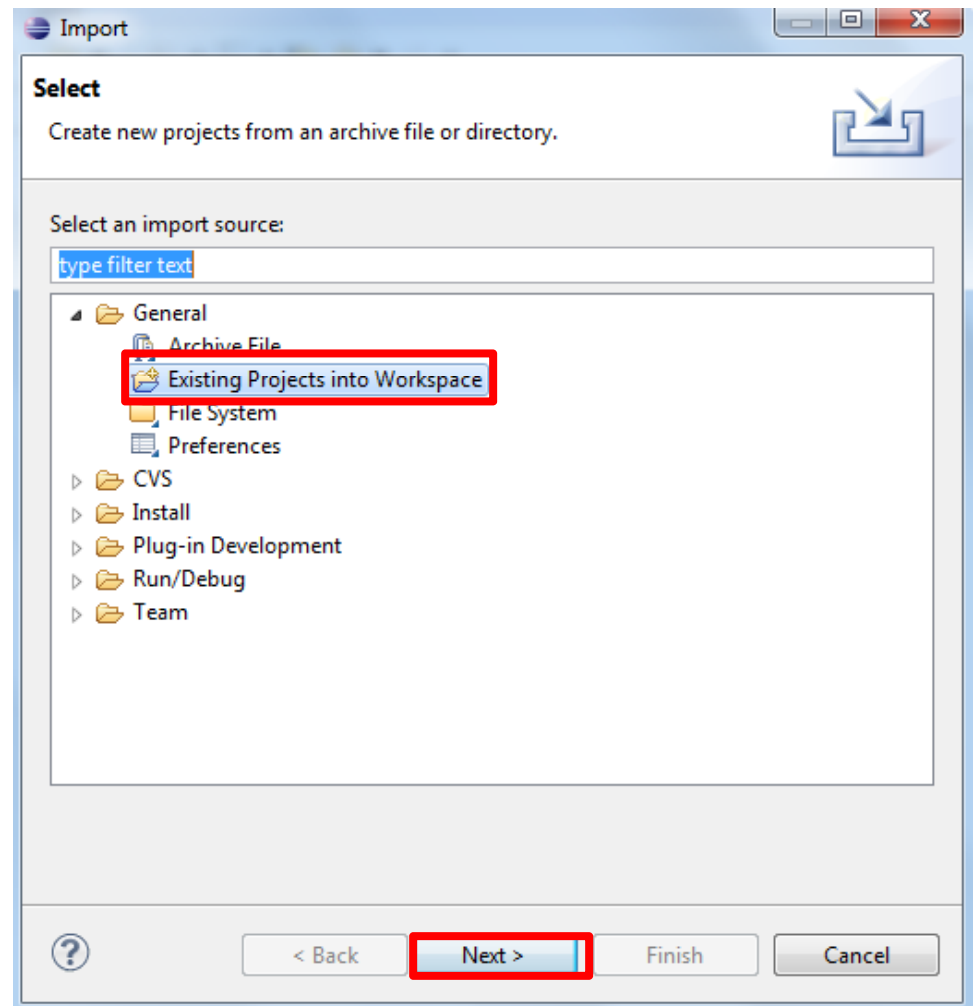 Import
Select
Create new projects from an archive file or directory.
Select an import source:
type filter text
General
Archive File
Existing Projects into Workspace
File System
Preferences
CVS
Install
Plug-in Development
Run/Debug
Team
? < Back Next > Finish Cancel